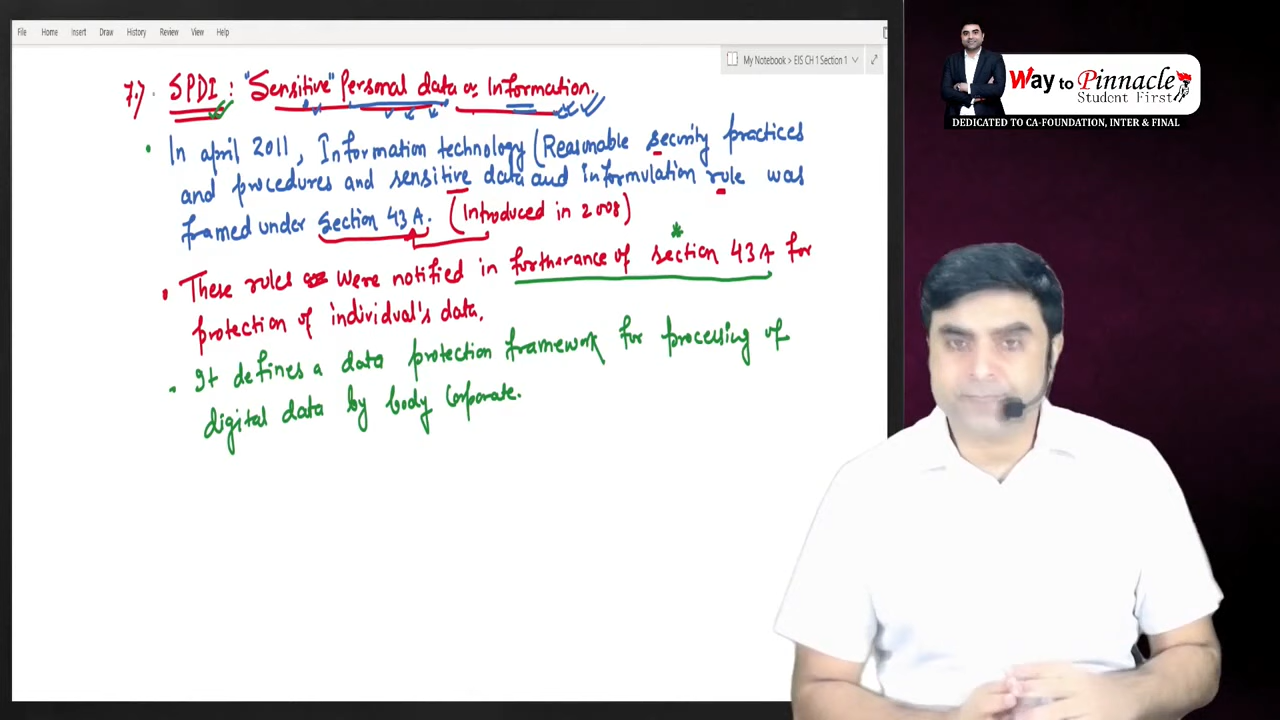 File Home Insert Draw History Review View Help
My Notebook > EIS CH 1 Section 1
7.) SPDI : "Sensitive" Personal data or Information.
• In april 2011, Information technology (Reasonable security practices
and procedures and sensitive data and informulation rule was
framed under Section 43A. (Introduced in 2008)
• These rules were notified in fortherance of section 43A for
protection of individual's data.
• It defines a data protection framework for processing of
digital data by body Corporate.
Way to Pinnacle
Student First
DEDICATED TO CA-FOUNDATION, INTER & FINAL